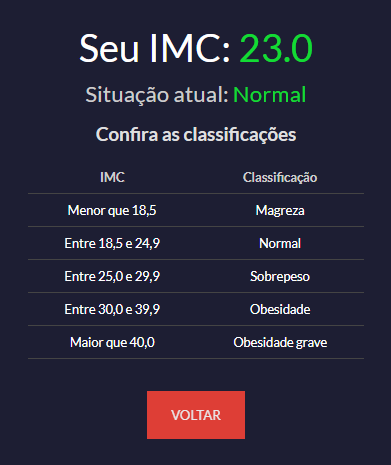 Seu IMC: 23.0
Situação atual: Normal
Confira as classificações
IMC Classificação
Menor que 18,5 Magreza
Entre 18,5 e 24,9 Normal
Entre 25,0 e 29,9 Sobrepeso
Entre 30,0 e 39,9 Obesidade
Maior que 40,0 Obesidade grave
VOLTAR